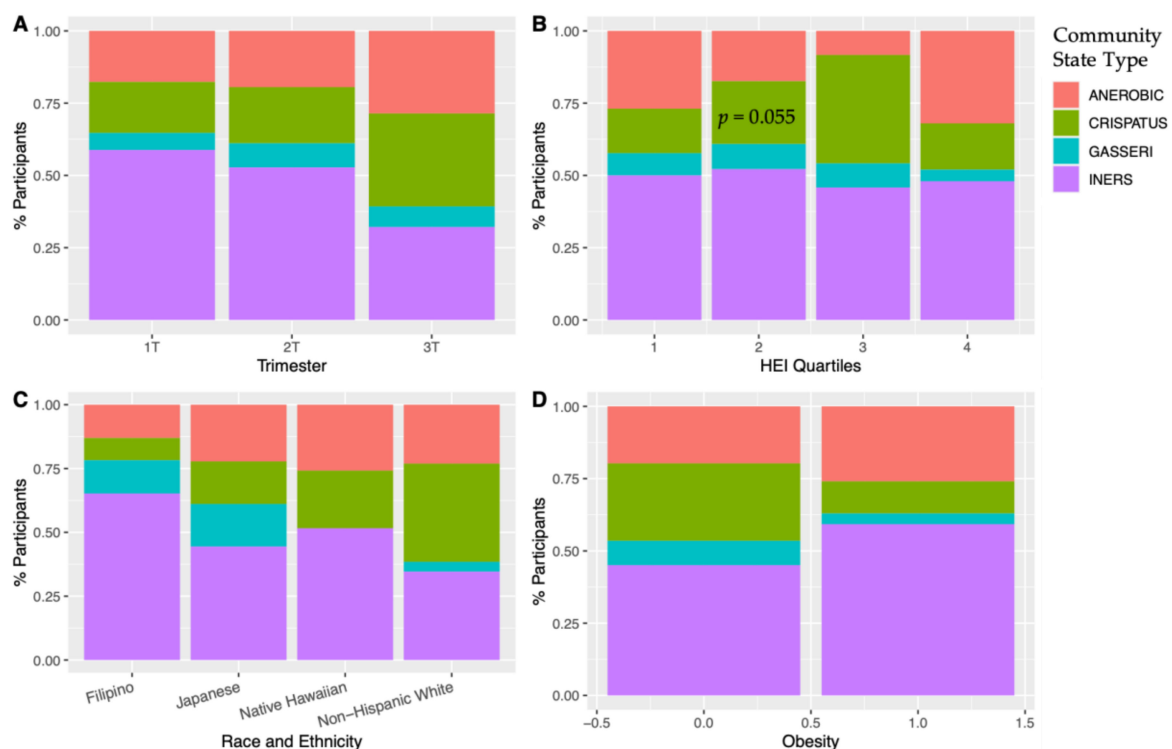 A
1.00
0.75
0.50
0.25
0.00
% Participants
1T 2T 3T
Trimester
B
1.00
0.75
0.50
0.25
0.00
% Participants
p = 0.055
1 2 3 4
HEI Quartiles
Community
State Type
ANEROBIC
CRISPATUS
GASSERI
INERS
C
1.00
0.75
0.50
0.25
0.00
% Participants
Filipino Japanese Native Hawaiian Non-Hispanic White
Race and Ethnicity
D
1.00
0.75
0.50
0.25
0.00
% Participants
−0.5 0.0 0.5 1.0 1.5
Obesity